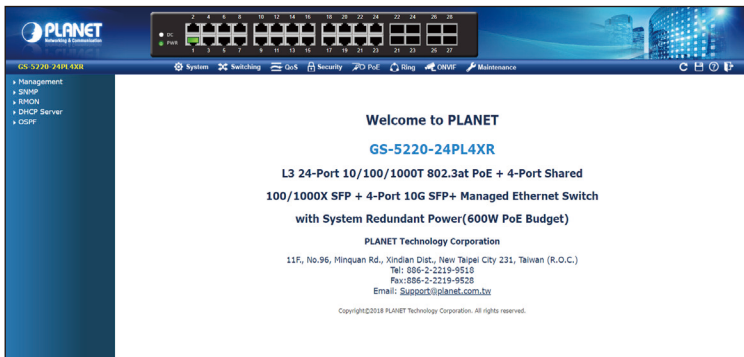 2 4 6 8 10 12 14 16 18 20 22 24 22 24 26 28
PLANET
Networking & Communication
DC
PWR
1 3 5 7 9 11 13 15 17 19 21 23 21 23 26 27
GS-5220-24PL4XR
System Switching QoS Security PoE Ring ONVIF Maintenance
Management
SNMP
RMON
DHCP Server
OSPF
Welcome to PLANET
GS-5220-24PL4XR
L3 24-Port 10/100/1000T 802.3at PoE + 4-Port Shared
100/1000X SFP + 4-Port 10G SFP+ Managed Ethernet Switch
with System Redundant Power(600W PoE Budget)
PLANET Technology Corporation
11F., No.96, Minquan Rd., Xindian Dist., New Taipei City 231, Taiwan (R.O.C.)
Tel: 886-2-2219-9518
Fax:886-2-2219-9528
Email: Support@planet.com.tw
Copyright©2018 PLANET Technology Corporation. All rights reserved.